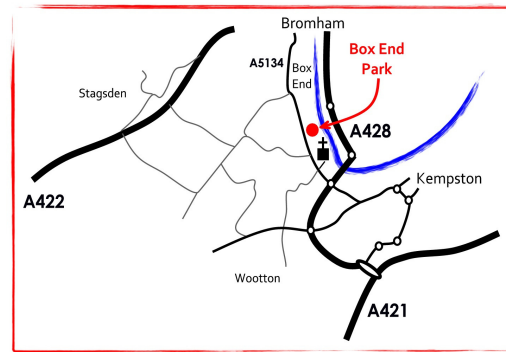 Bromham
Box End
Park
A5134
Box
End
Stagsden
A428
Kempston
A422
Wootton
A421